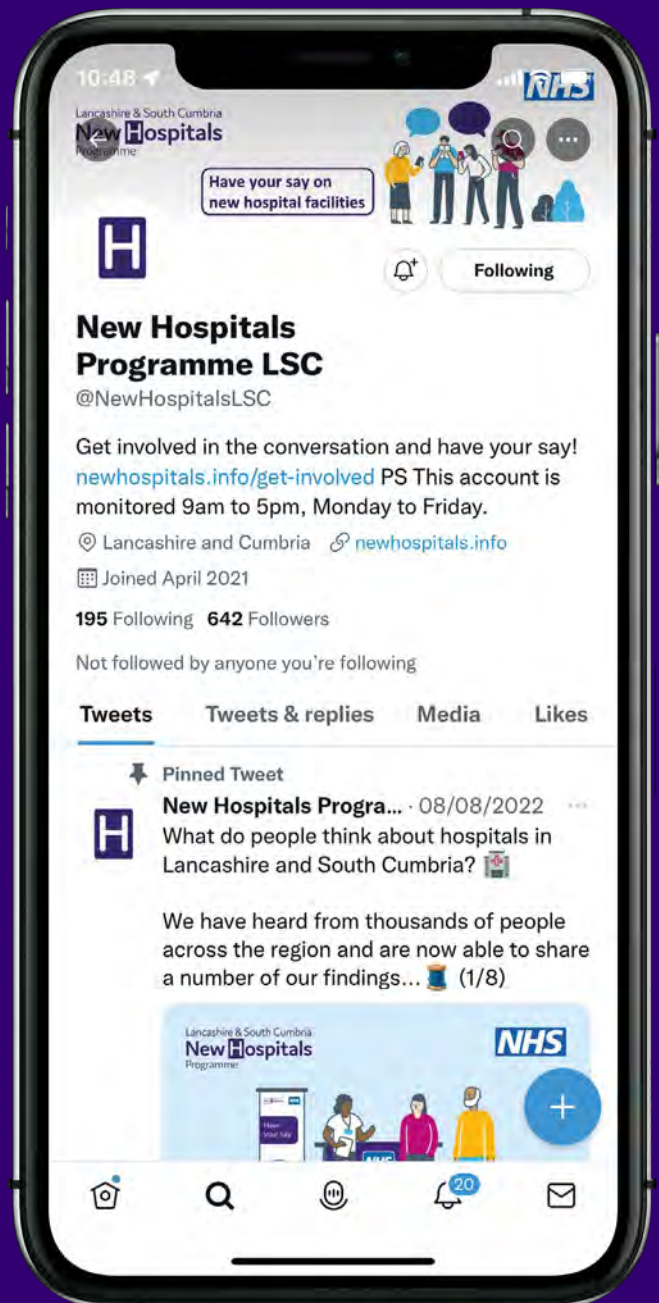 10:48
NHS
Lancashire & South Cumbria
New Hospitals
Programme
Have your say on
new hospital facilities
H
Following
New Hospitals
Programme LSC
@NewHospitalsLSC
Get involved in the conversation and have your say!
newhospitals.info/get-involved PS This account is
monitored 9am to 5pm, Monday to Friday.
Lancashire and Cumbria newhospitals.info
Joined April 2021
195 Following 642 Followers
Not followed by anyone you’re following
Tweets Tweets & replies Media Likes
Pinned Tweet
New Hospitals Progra... · 08/08/2022
H
What do people think about hospitals in
Lancashire and South Cumbria? 🏥
We have heard from thousands of people
across the region and are now able to share
a number of our findings... 🧵 (1/8)
Lancashire & South Cumbria
New Hospitals
Programme
NHS
Have
your say
NHS
20